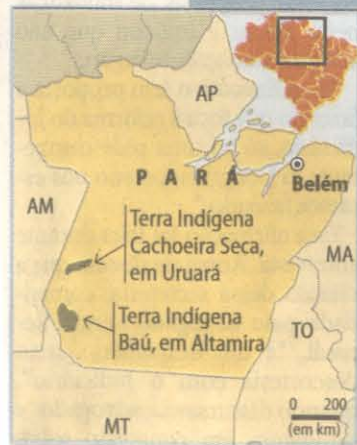 AP
PARÁ
Belém
AM
Terra Indígena
Cachoeira Seca,
em Uruará
MA
Terra Indígena
Baú, em Altamira
TO
MT
0 200
(em km)